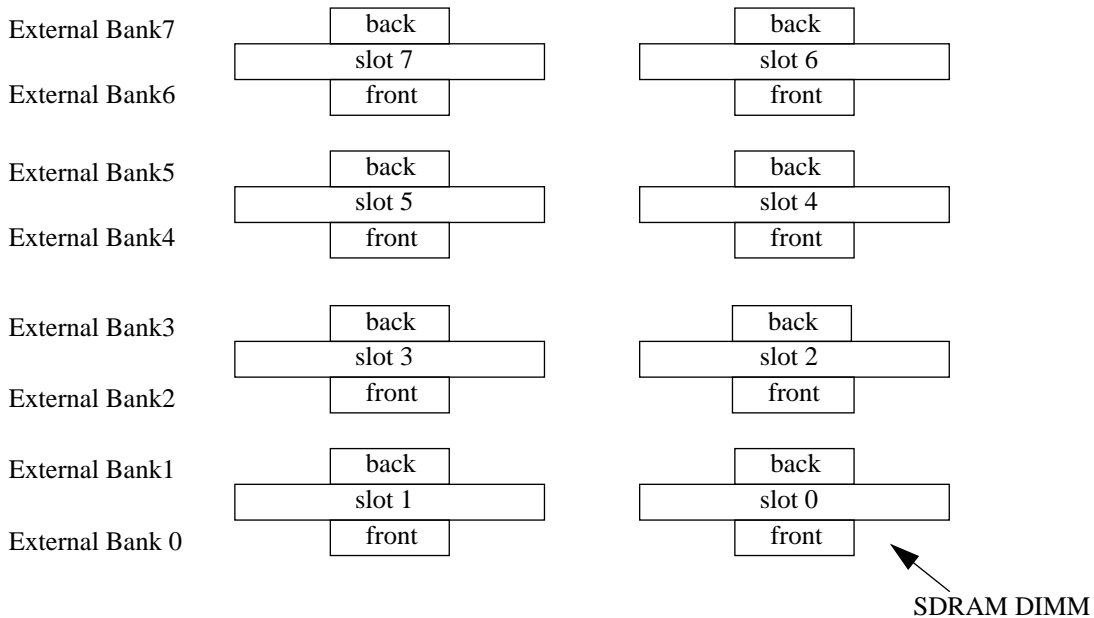 External Bank7 back back
slot 7 slot 6
External Bank6 front front
External Bank5 back back
slot 5 slot 4
External Bank4 front front
External Bank3 back back
slot 3 slot 2
External Bank2 front front
External Bank1 back back
slot 1 slot 0
External Bank 0 front front
SDRAM DIMM